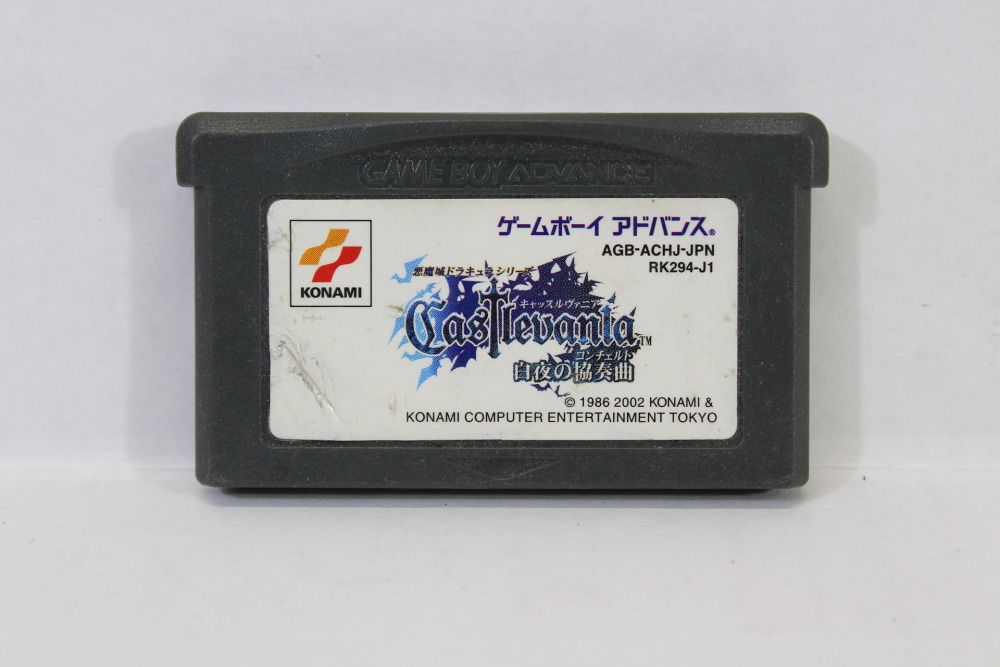 GAME BOY ADVANCE
ゲームボーイ アドバンス®
AGB-ACHJ-JPN
RK294-J1
KONAMI
悪魔城ドラキュラシリーズ
キャッスルヴァニア
Castlevania™
コンチェルト
白夜の協奏曲
© 1986 2002 KONAMI &
KONAMI COMPUTER ENTERTAINMENT TOKYO